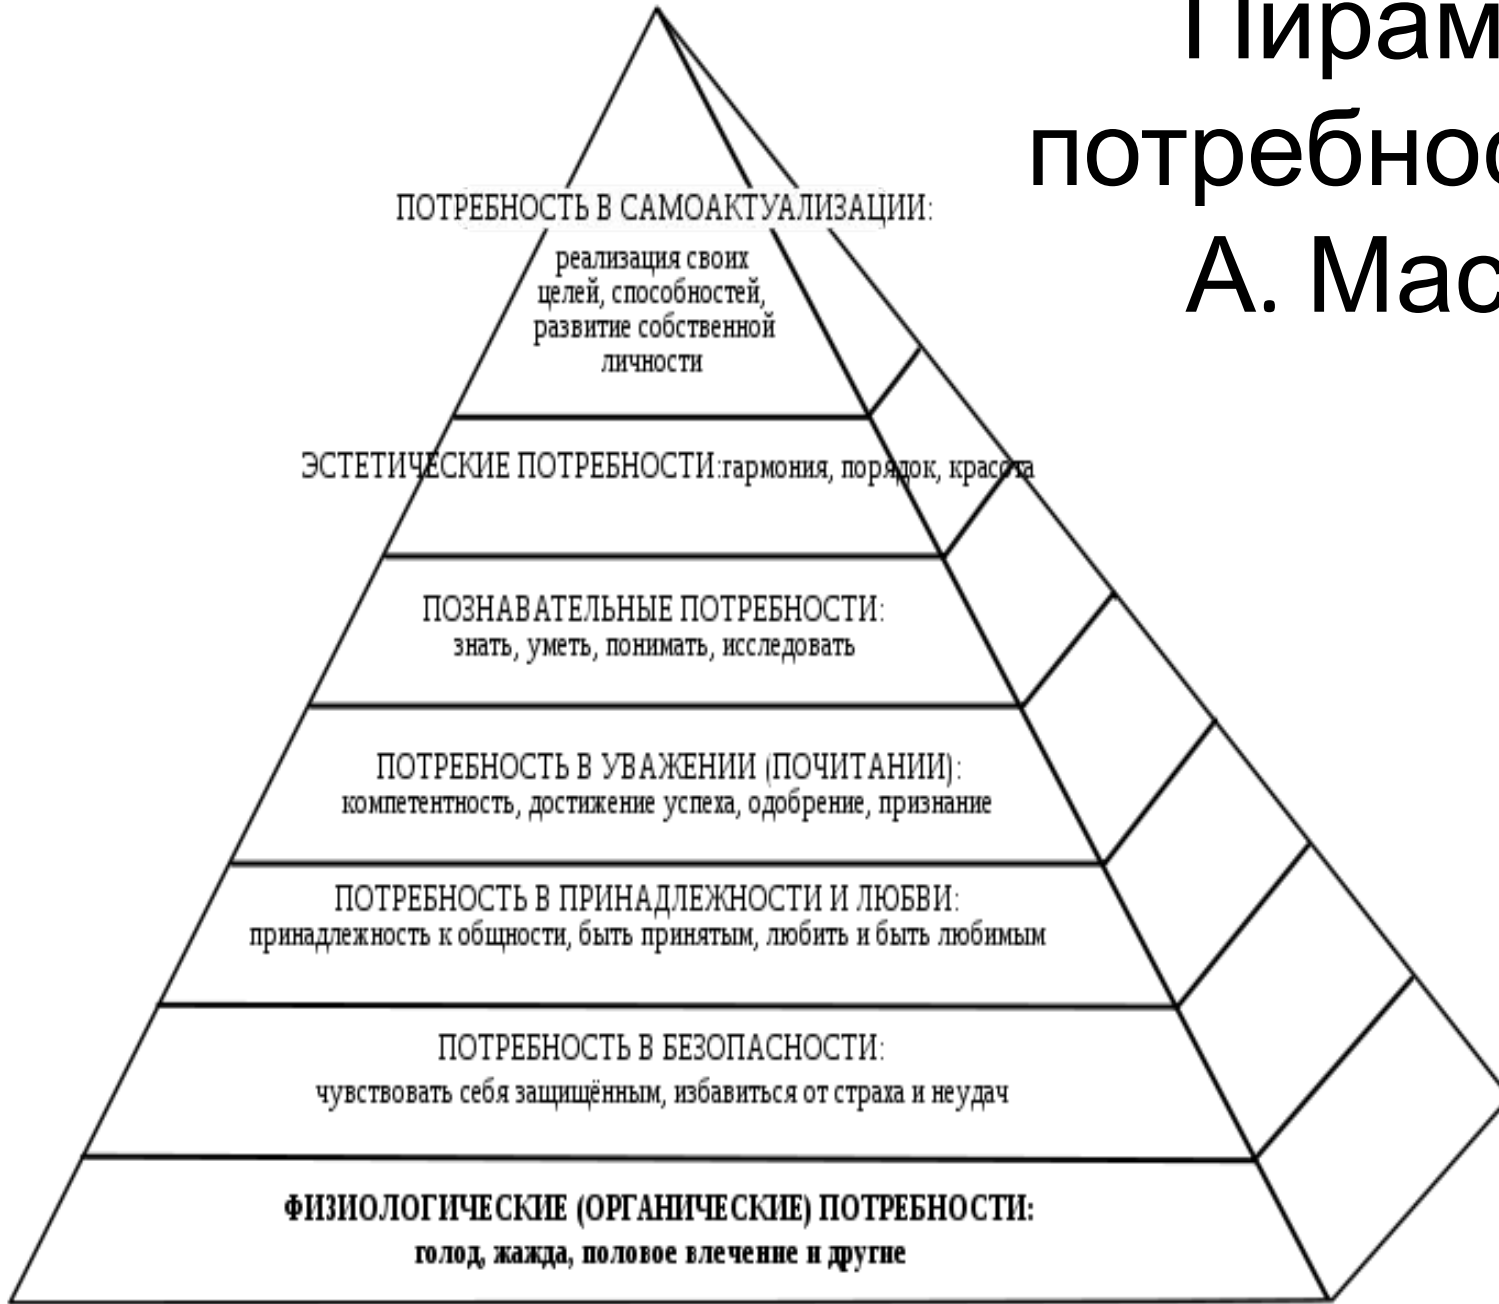 Пирам
потребнос
А. Мас
ПОТРЕБНОСТЬ В САМОАКТУАЛИЗАЦИИ:
реализация своих
целей, способностей,
развитие собственной
личности
ЭСТЕТИЧЕСКИЕ ПОТРЕБНОСТИ:гармония, порядок, красота
ПОЗНАВАТЕЛЬНЫЕ ПОТРЕБНОСТИ:
знать, уметь, понимать, исследовать
ПОТРЕБНОСТЬ В УВАЖЕНИИ (ПОЧИТАНИИ):
компетентность, достижение успеха, одобрение, признание
ПОТРЕБНОСТЬ В ПРИНАДЛЕЖНОСТИ И ЛЮБВИ:
принадлежность к общности, быть принятым, любить и быть любимым
ПОТРЕБНОСТЬ В БЕЗОПАСНОСТИ:
чувствовать себя защищённым, избавиться от страха и неудач
ФИЗИОЛОГИЧЕСКИЕ (ОРГАНИЧЕСКИЕ) ПОТРЕБНОСТИ:
голод, жажда, половое влечение и другие